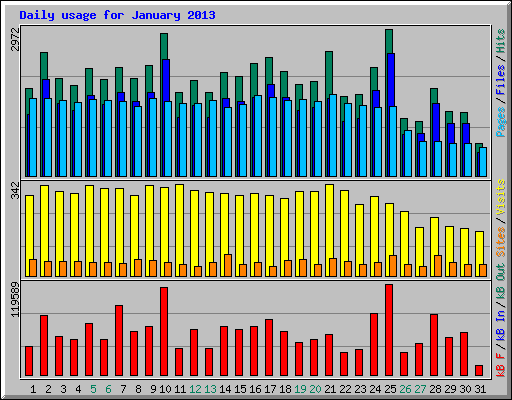 Daily usage for January 2013
2972
342
119589
Pages / Files / Hits
Sites / Visits
kB F / kB In / kB Out
1 2 3 4 5 6 7 8 9 10 11 12 13 14 15 16 17 18 19 20 21 22 23 24 25 26 27 28 29 30 31